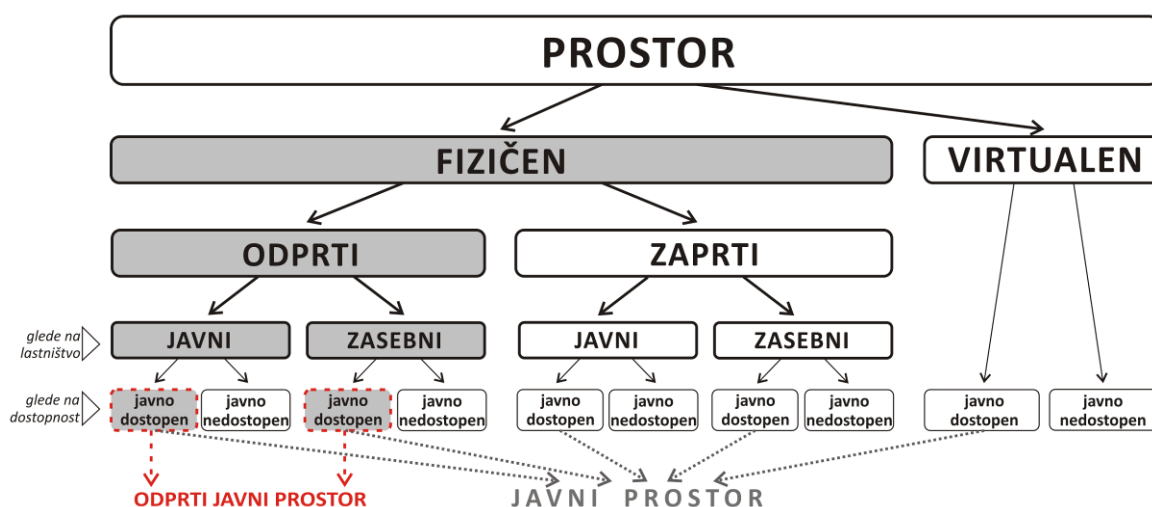 PROSTOR
FIZIČEN
VIRTUALEN
ODPRTI
ZAPRTI
glede na
lastništvo
JAVNI
ZASEBNI
JAVNI
ZASEBNI
glede na
dostopnost
javno
dostopen
javno
nedostopen
javno
dostopen
javno
nedostopen
javno
dostopen
javno
nedostopen
javno
dostopen
javno
nedostopen
javno
dostopen
javno
nedostopen
ODPRTI JAVNI PROSTOR
JAVNI PROSTOR